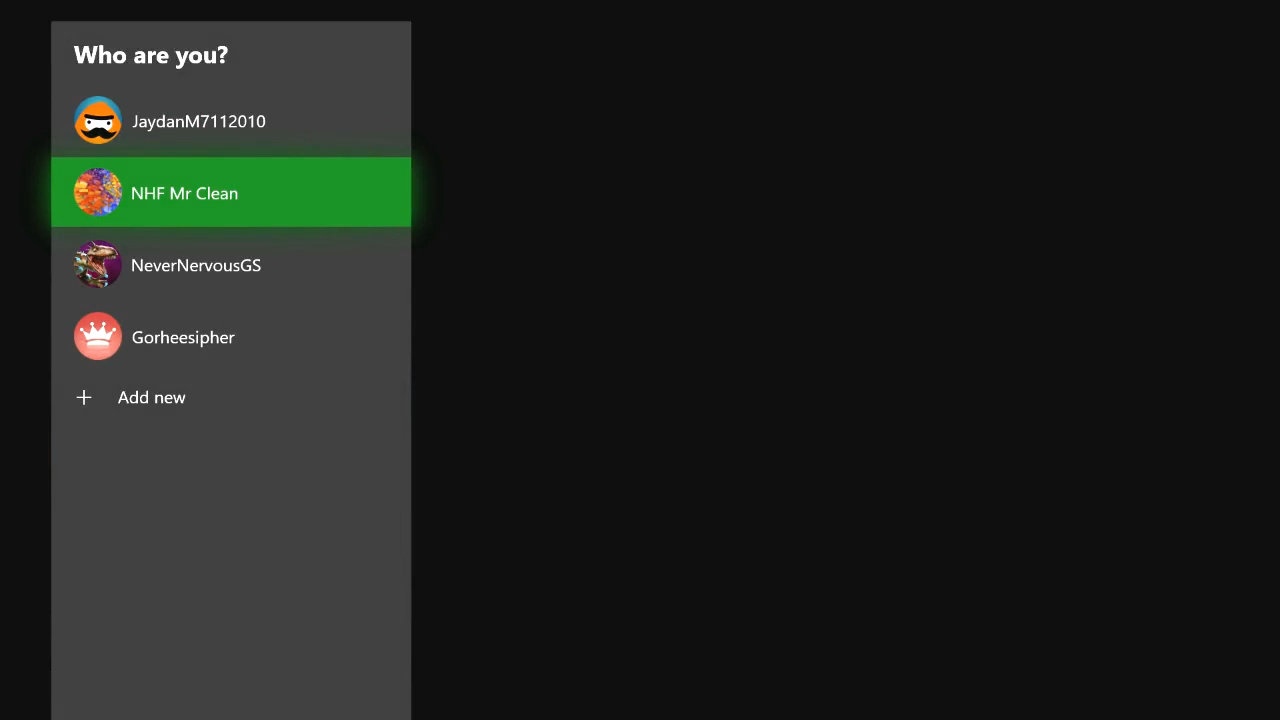 Who are you?
JaydanM7112010
NHF Mr Clean
NeverNervousGS
Gorheesipher
Add new